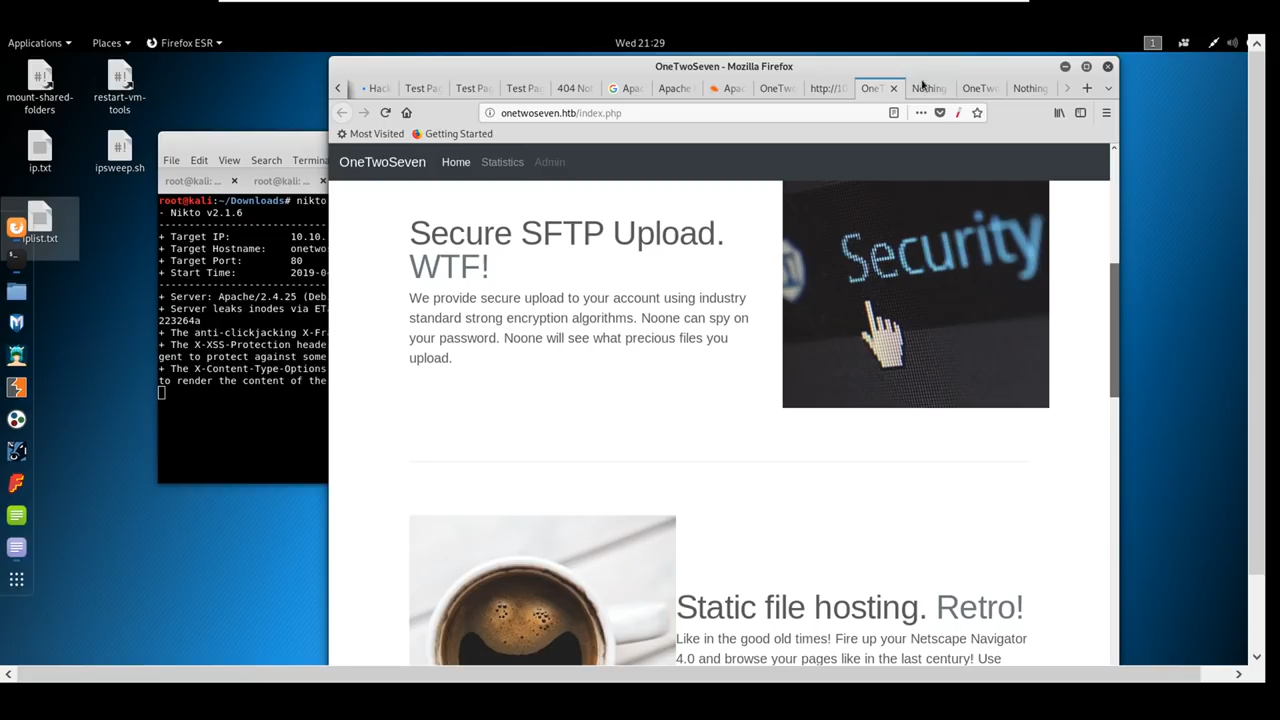 Applications
Places
Firefox ESR
Wed 21:29
1
mount-shared-folders
restart-vm-tools
ip.txt
ipsweep.sh
iplist.txt
OneTwoSeven - Mozilla Firefox
Hack
Test Pa
Test Pa
Test Pa
404 No
Apac
Apache
Apac
OneTwo
http://10
OneT
Nothing
OneTwo
Nothing
onetwoseven.htb/index.php
Most Visited
Getting Started
OneTwoSeven
Home
Statistics
Admin
File Edit View Search Termina
root@kali: ...
root@kali: ...
root@kali:~/Downloads# nikto
- Nikto v2.1.6
+ Target IP: 10.10.
+ Target Hostname: onetwo
+ Target Port: 80
+ Start Time: 2019-0
+ Server: Apache/2.4.25 (Deb
+ Server leaks inodes via ET
223264a
+ The anti-clickjacking X-Fr
+ The X-XSS-Protection heade
gent to protect against some
+ The X-Content-Type-Options
to render the content of the
Secure SFTP Upload.
WTF!
We provide secure upload to your account using industry
standard strong encryption algorithms. Noone can spy on
your password. Noone will see what precious files you
upload.
Security
Static file hosting. Retro!
Like in the good old times! Fire up your Netscape Navigator
4.0 and browse your pages like in the last century! Use